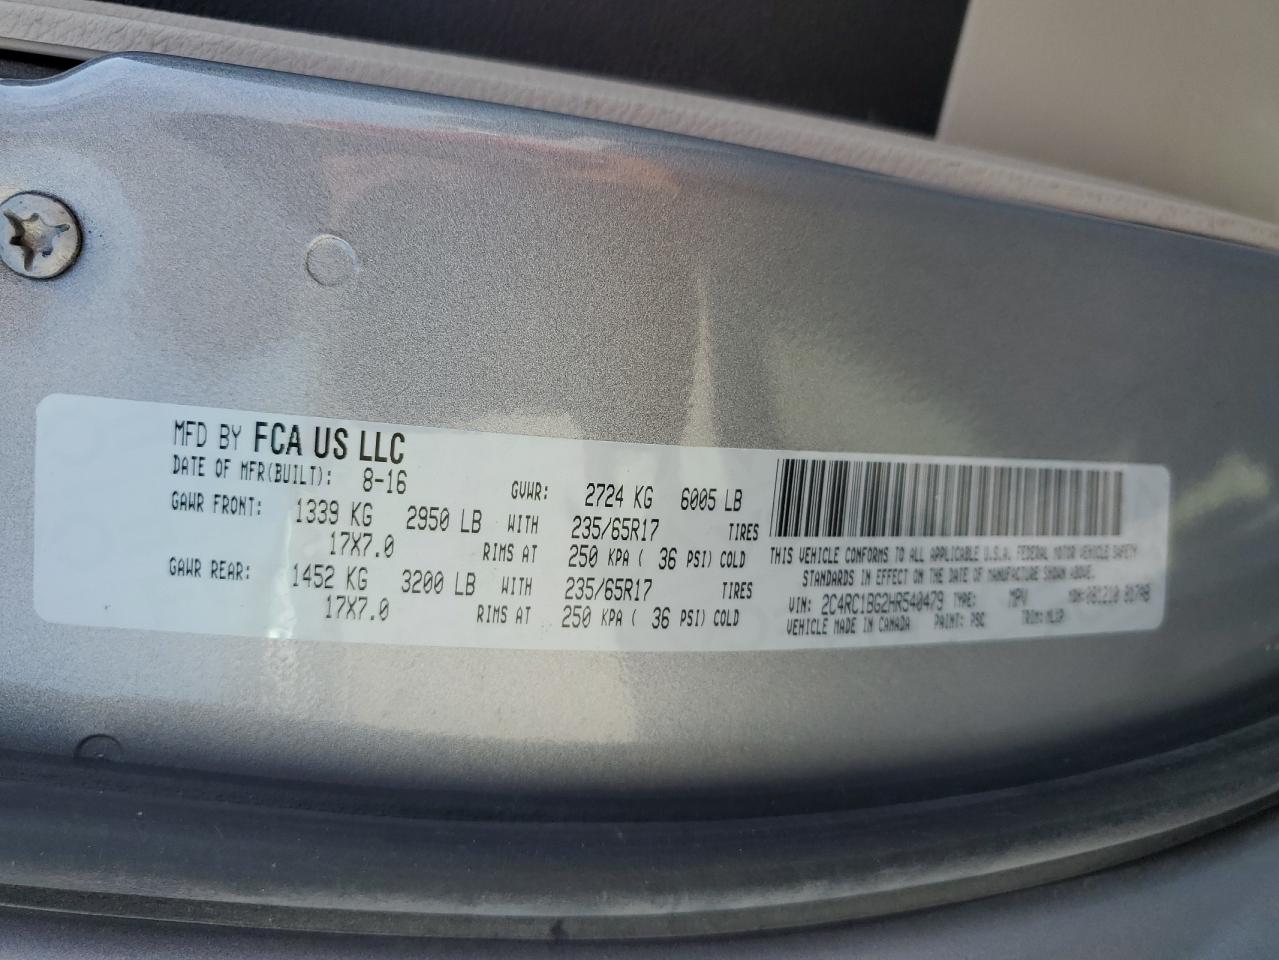 MFD BY FCA US LLC
DATE OF MFR(BUILT): 8-16 GVWR: 2724 KG 6005 LB
GAWR FRONT: 1339 KG 2950 LB WITH 235/65R17 TIRES
17X7.0 RIMS AT 250 KPA ( 36 PSI) COLD
GAWR REAR: 1452 KG 3200 LB WITH 235/65R17 TIRES
17X7.0 RIMS AT 250 KPA ( 36 PSI) COLD
THIS VEHICLE CONFORMS TO ALL APPLICABLE U.S.A. FEDERAL MOTOR VEHICLE SAFETY
STANDARDS IN EFFECT ON THE DATE OF MANUFACTURE SHOWN ABOVE.
VIN: 2C4RC1BG2HR540479 TYPE: MPV MDH: 081210
VEHICLE MADE IN CANADA PAINT: PSC TRIM: